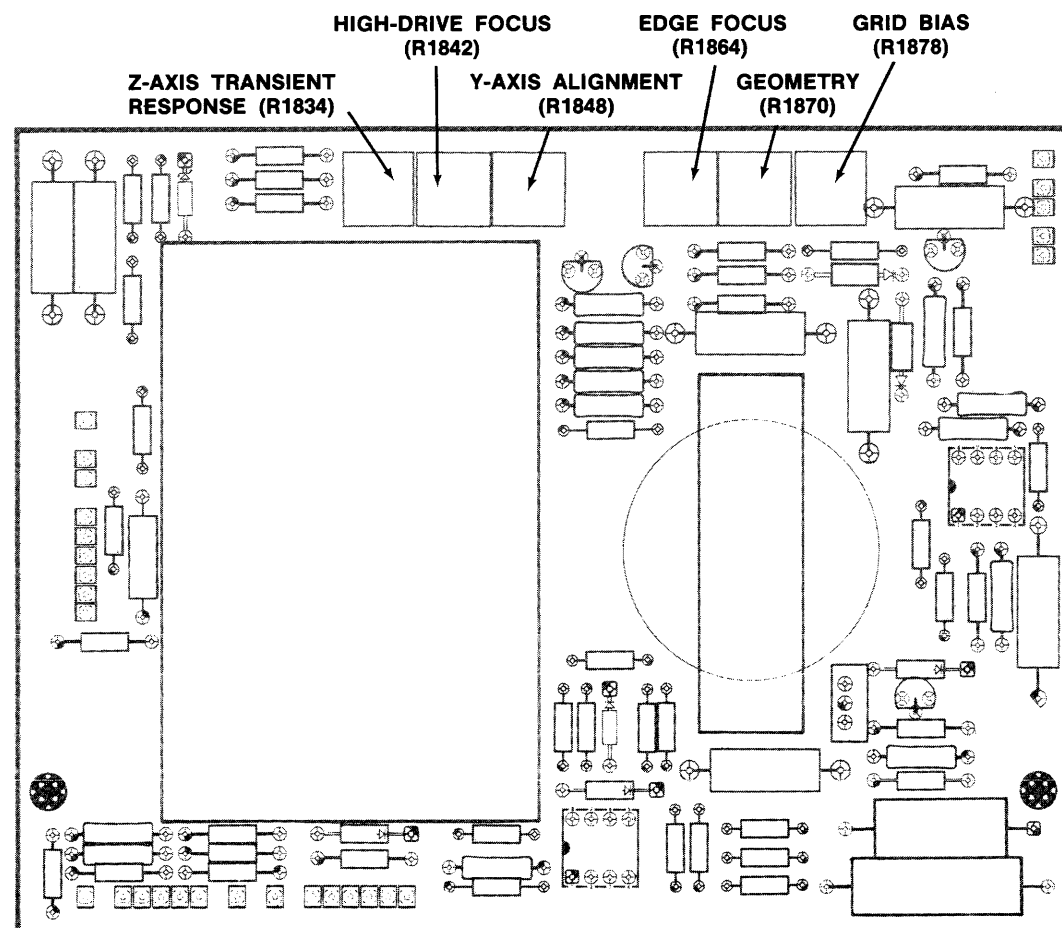 HIGH-DRIVE FOCUS
(R1842)
EDGE FOCUS
(R1864)
GRID BIAS
(R1878)
Z-AXIS TRANSIENT
RESPONSE (R1834)
Y-AXIS ALIGNMENT
(R1848)
GEOMETRY
(R1870)